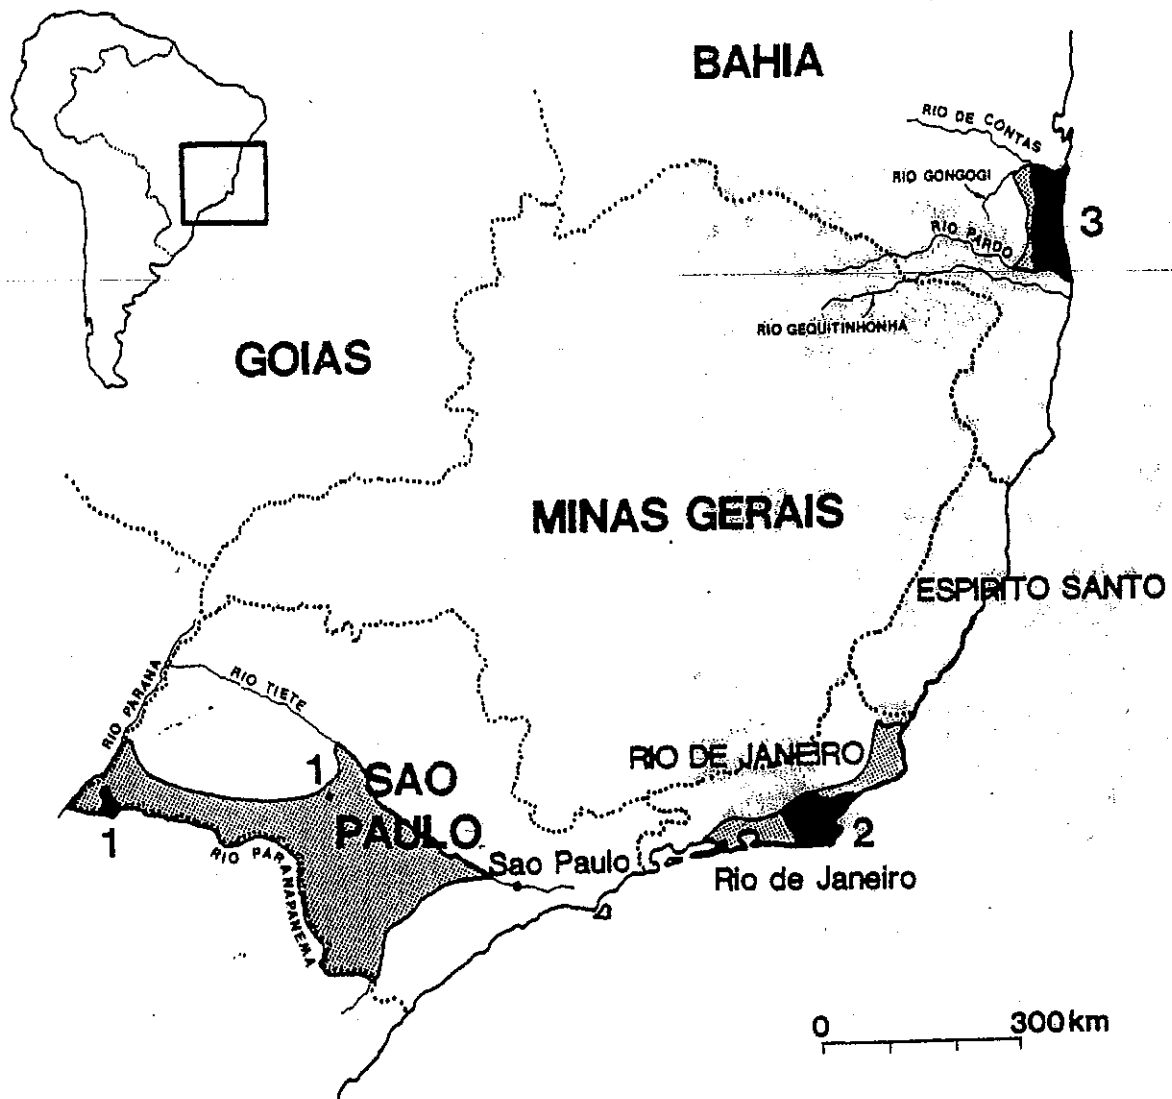 BAHIA
RIO DE CONTAS
RIO GONGOGI
3
RIO PARDO
RIO GEQUITINHONHA
GOIAS
MINAS GERAIS
ESPIRITO SANTO
RIO PARANA
RIO TIETE
RIO DE JANEIRO
1
SAO
PAULO
1
2
RIO PARANAPANEMA
Sao Paulo
Rio de Janeiro
0 300km